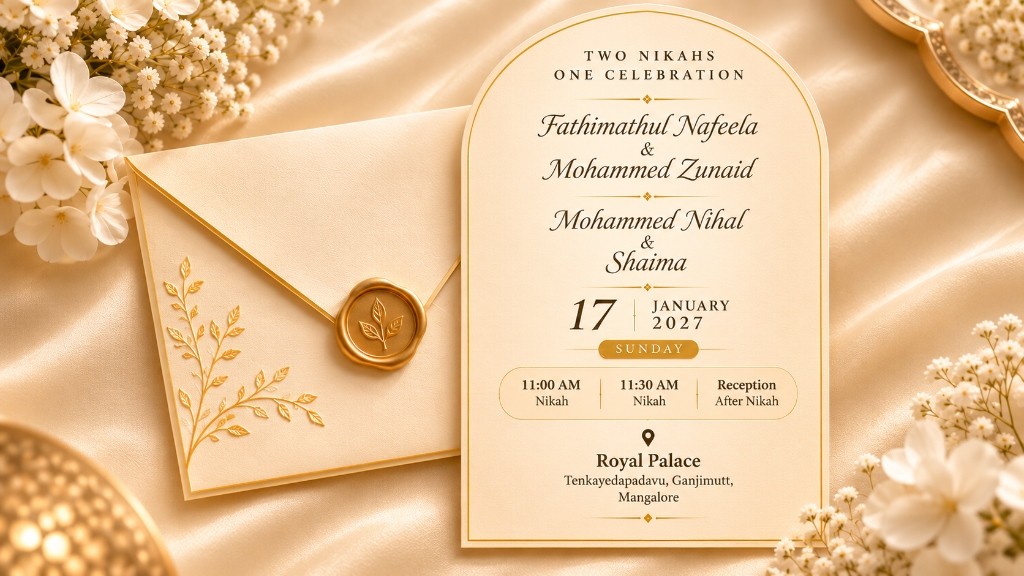 TWO NIKAHS
ONE CELEBRATION
Fathimathul Nafeela
&
Mohammed Zunaid
Mohammed Nihal
&
Shaima
17
JANUARY
2027
SUNDAY
11:00 AM
Nikah
11:30 AM
Nikah
Reception
After Nikah
Royal Palace
Tenkayedapadavu, Ganjimutt,
Mangalore